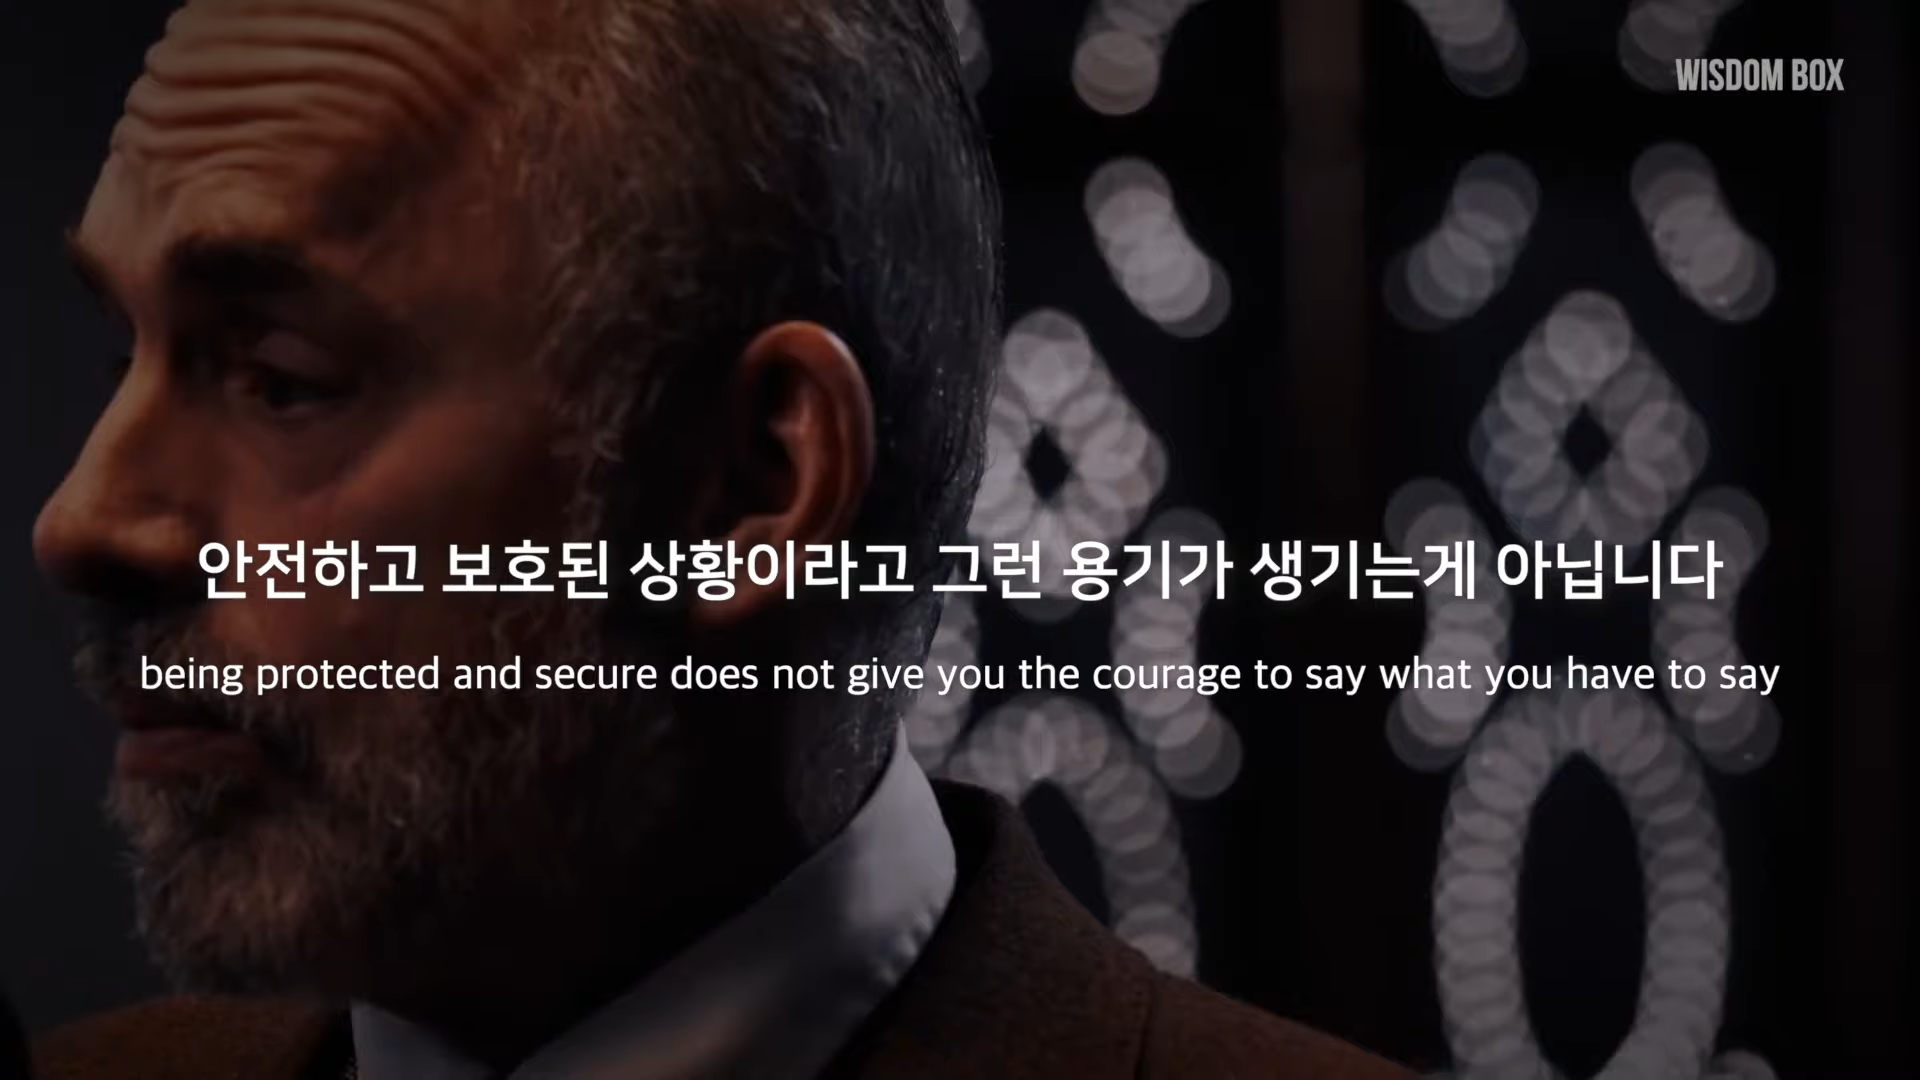 WISDOM BOX
안전하고 보호된 상황이라고 그런 용기가 생기는게 아닙니다
being protected and secure does not give you the courage to say what you have to say